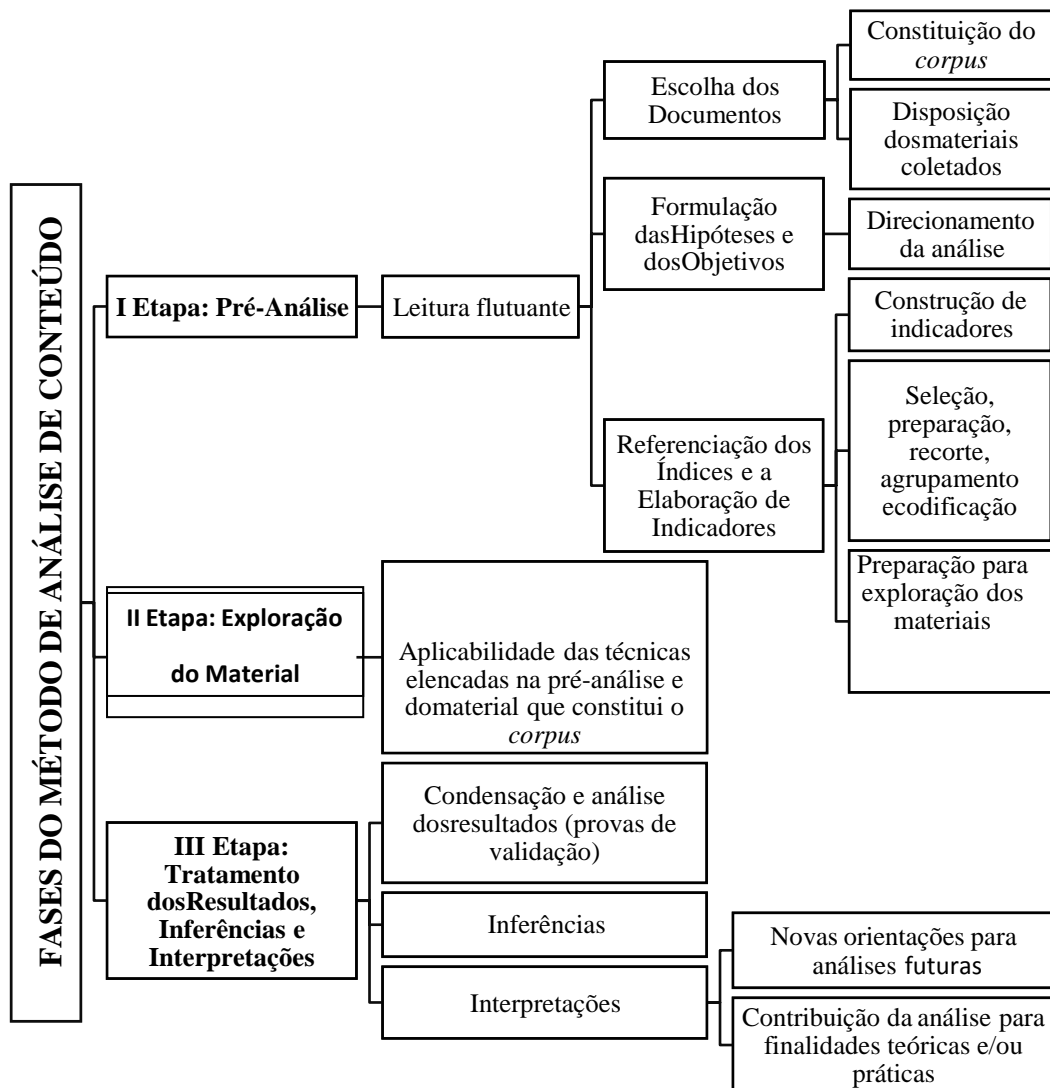 FASES DO MÉTODO DE ANÁLISE DE CONTEÚDO
I Etapa: Pré-Análise
Leitura flutuante
Escolha dos
Documentos
Constituição do
corpus
Disposição
dosmateriais
coletados
Formulação
dasHipóteses e
dosObjetivos
Direcionamento
da análise
Referenciação dos
Índices e a
Elaboração de
Indicadores
Construção de
indicadores
Seleção,
preparação,
recorte,
agrupamento
ecodificação
Preparação para
exploração dos
materiais
II Etapa: Exploração
do Material
Aplicabilidade das técnicas
elencadas na pré-análise e
domaterial que constitui o
corpus
III Etapa:
Tratamento
dosResultados,
Inferências e
Interpretações
Condensação e análise
dosresultados (provas de
validação)
Inferências
Interpretações
Novas orientações para
análises futuras
Contribuição da análise para
finalidades teóricas e/ou
práticas